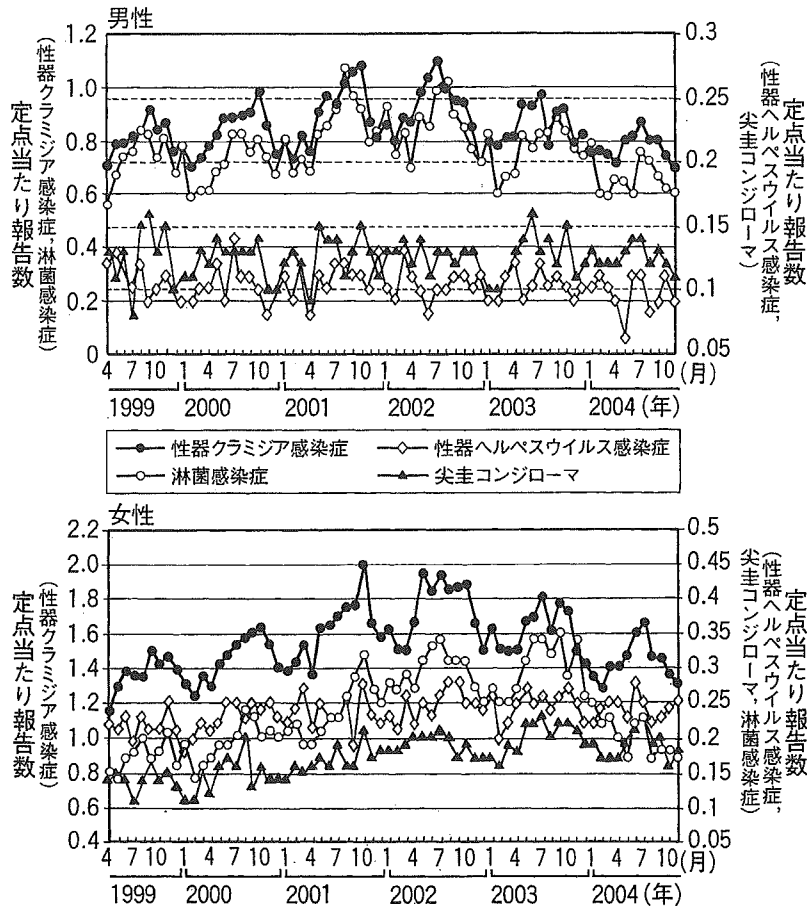 男性
定点当たり報告数
(性器クラミジア感染症,淋菌感染症)
1.2
1.0
0.8
0.6
0.4
0.2
0
0.3
0.25
0.2
0.15
0.1
0.05
定点当たり報告数
(性器ヘルペスウイルス感染症,
尖圭コンジローマ)
4 7 10 1 4 7 10 1 4 7 10 1 4 7 10 1 4 7 10 1 4 7 10 (月)
1999 2000 2001 2002 2003 2004 (年)
性器クラミジア感染症 性器ヘルペスウイルス感染症
淋菌感染症 尖圭コンジローマ
女性
定点当たり報告数
(性器クラミジア感染症)
2.2
2.0
1.8
1.6
1.4
1.2
1.0
0.8
0.6
0.4
0.5
0.45
0.4
0.35
0.3
0.25
0.2
0.15
0.1
0.05
定点当たり報告数
(性器ヘルペスウイルス感染症,
尖圭コンジローマ,淋菌感染症)
4 7 10 1 4 7 10 1 4 7 10 1 4 7 10 1 4 7 10 1 4 7 10 (月)
1999 2000 2001 2002 2003 2004 (年)